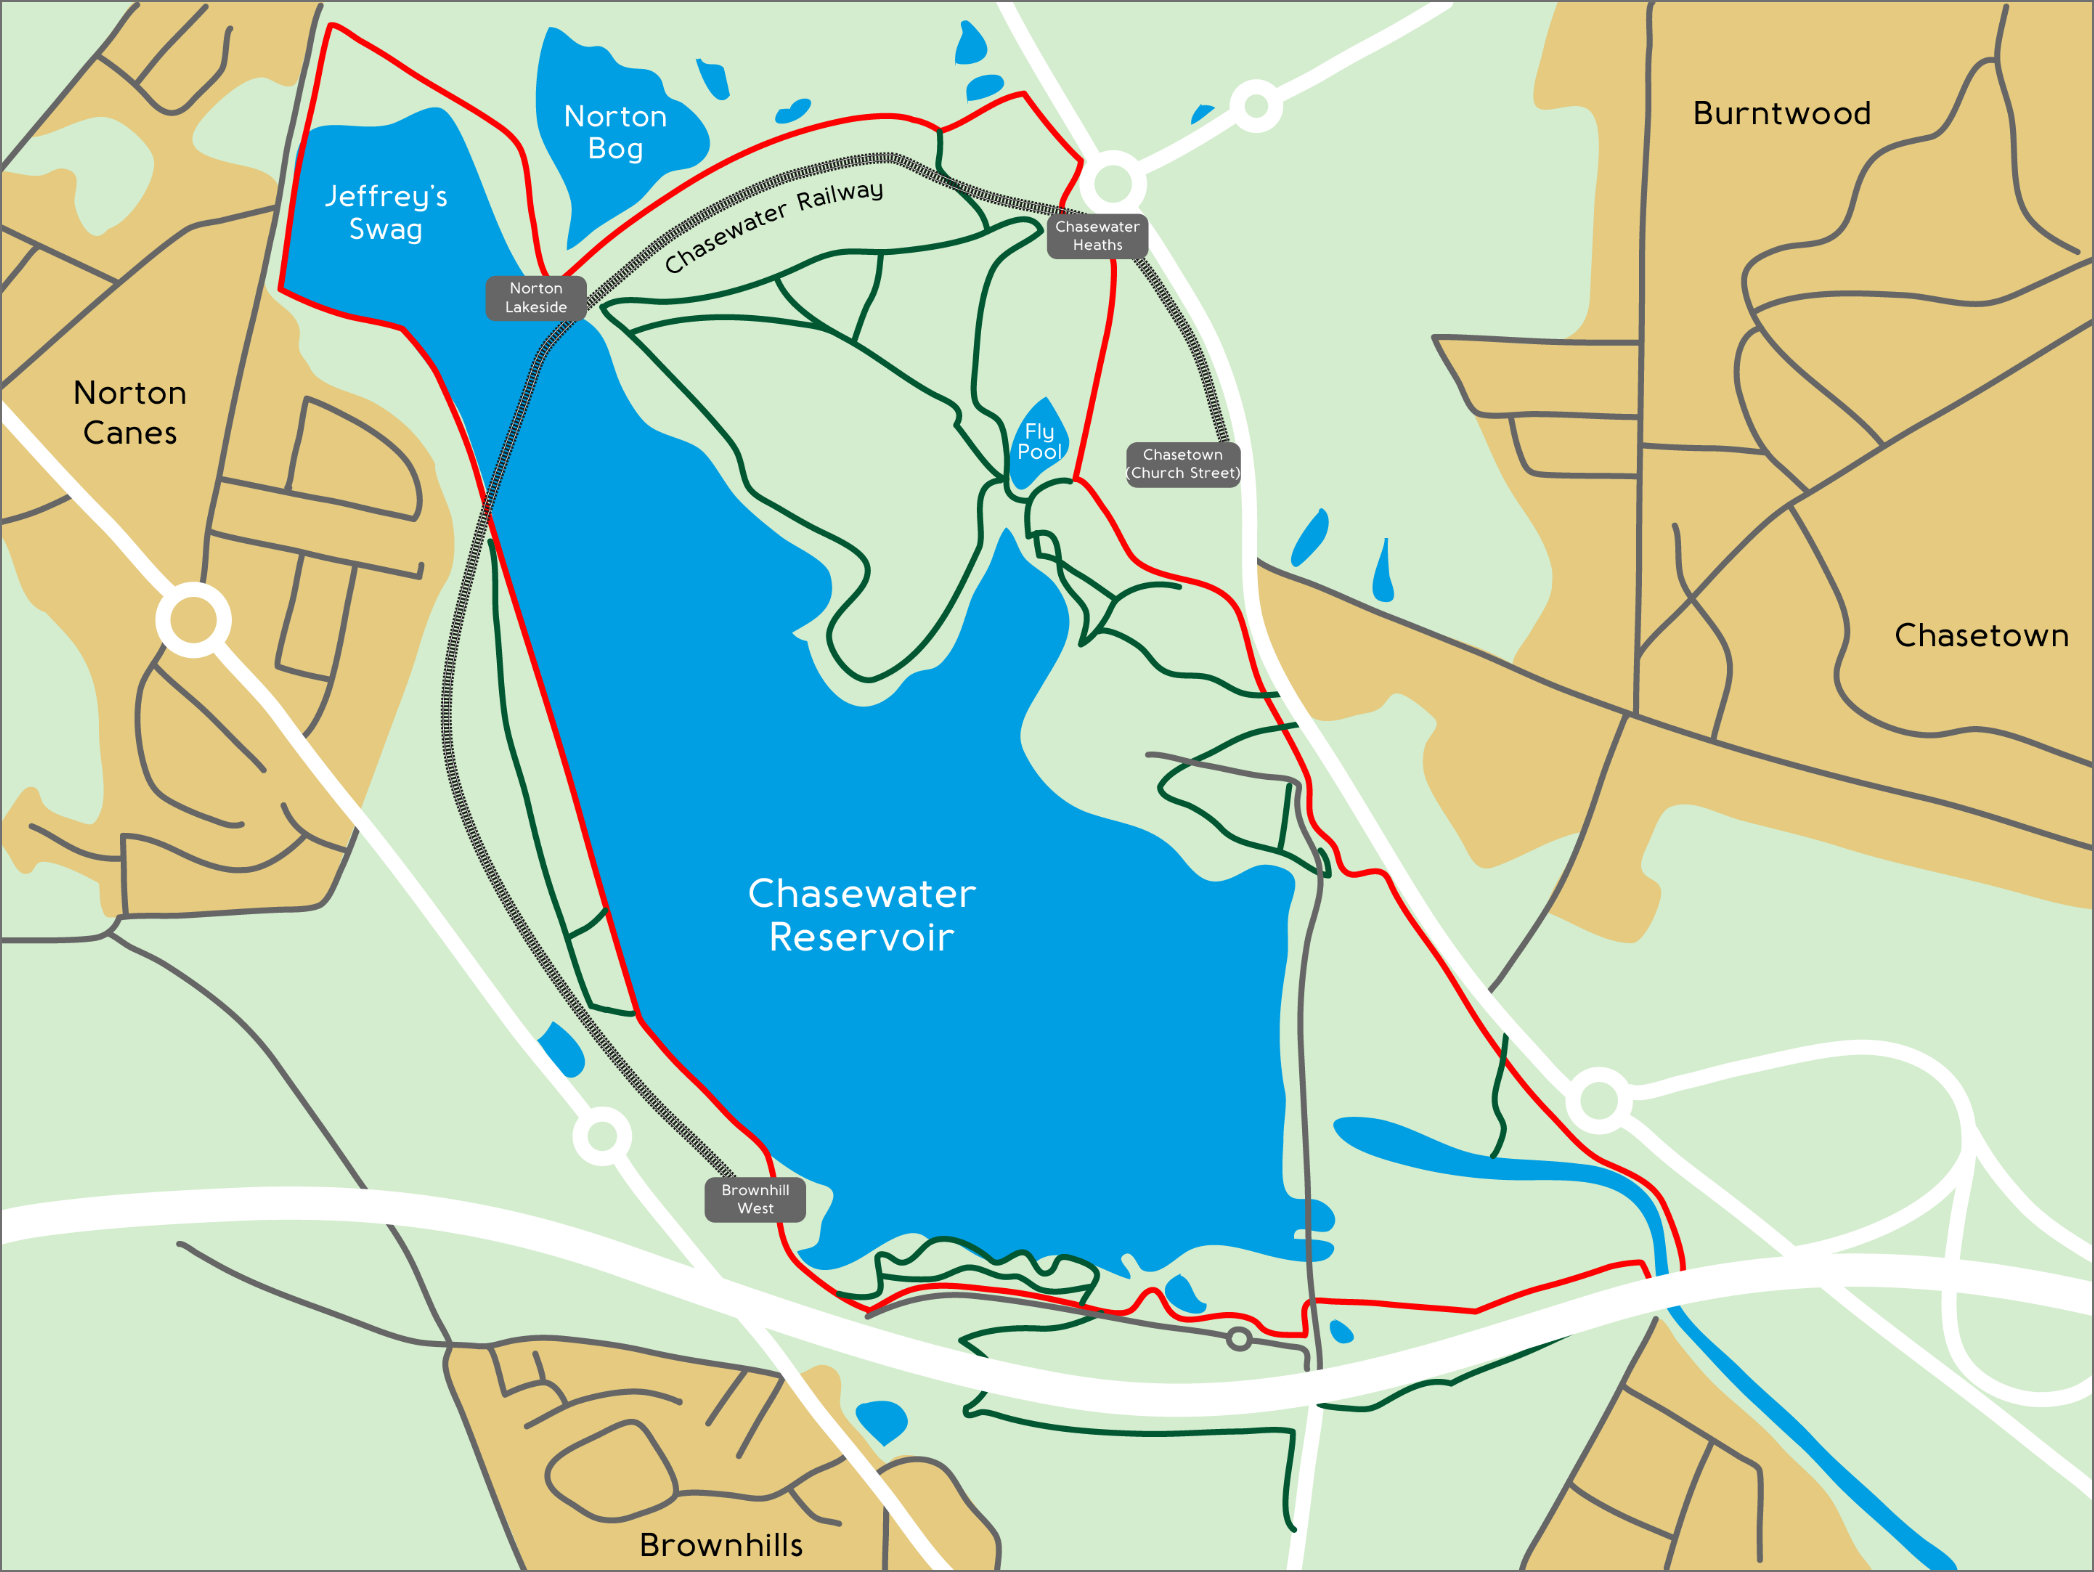 Burntwood
Norton
Bog
Jeffrey's
Swag
Chasewater Railway
Chasewater
Heaths
Norton
Lakeside
Norton
Canes
Fly
Pool
Chasetown
(Church Street)
Chasetown
Chasewater
Reservoir
Brownhill
West
Brownhills